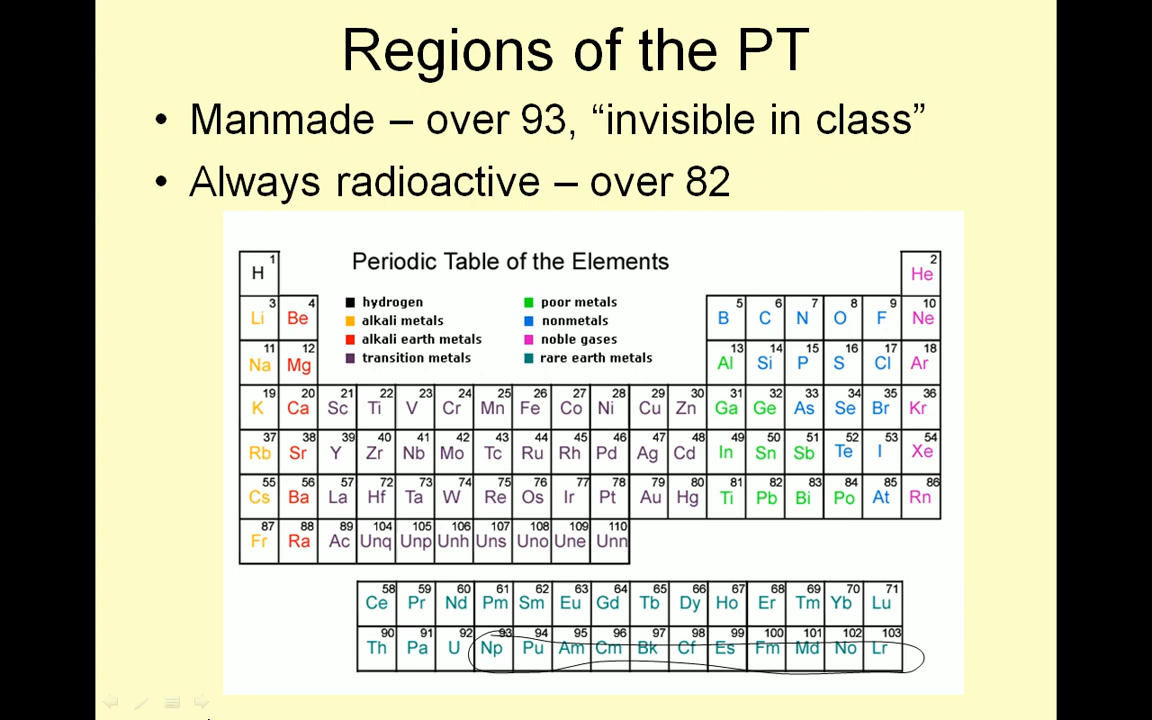 Regions of the PT
• Manmade – over 93, “invisible in class”
• Always radioactive – over 82
Periodic Table of the Elements
1 2
H He
hydrogen poor metals
alkali metals nonmetals
alkali earth metals noble gases
transition metals rare earth metals
3 4 5 6 7 8 9 10
Li Be B C N O F Ne
11 12 13 14 15 16 17 18
Na Mg Al Si P S Cl Ar
19 20 21 22 23 24 25 26 27 28 29 30 31 32 33 34 35 36
K Ca Sc Ti V Cr Mn Fe Co Ni Cu Zn Ga Ge As Se Br Kr
37 38 39 40 41 42 43 44 45 46 47 48 49 50 51 52 53 54
Rb Sr Y Zr Nb Mo Tc Ru Rh Pd Ag Cd In Sn Sb Te I Xe
55 56 57 72 73 74 75 76 77 78 79 80 81 82 83 84 85 86
Cs Ba La Hf Ta W Re Os Ir Pt Au Hg Ti Pb Bi Po At Rn
87 88 89 104 105 106 107 108 109 110
Fr Ra Ac Unq Unp Unh Uns Uno Une Unn
58 59 60 61 62 63 64 65 66 67 68 69 70 71
Ce Pr Nd Pm Sm Eu Gd Tb Dy Ho Er Tm Yb Lu
90 91 92 93 94 95 96 97 98 99 100 101 102 103
Th Pa U Np Pu Am Cm Bk Cf Es Fm Md No Lr